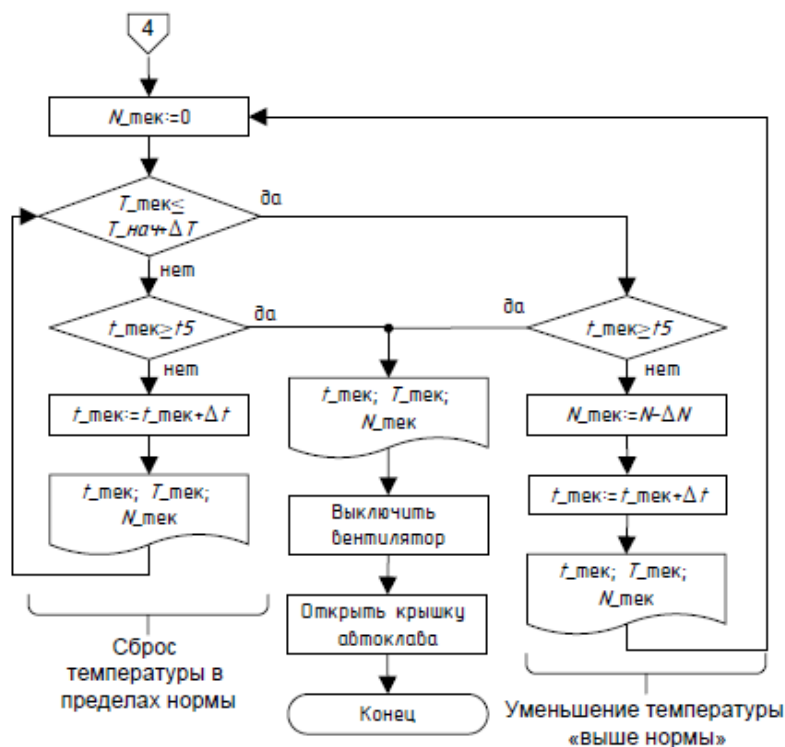 4
N_тек:=0
T_тек≤
T_нач+ΔT
да
нет
t_тек≥t5
да
нет
t_тек:=t_тек+Δt
t_тек; T_тек;
N_тек
Сброс
температуры в
пределах нормы
t_тек; T_тек;
N_тек
Выключить
вентилятор
Открыть крышку
автоклава
Конец
да
t_тек≥t5
нет
N_тек:=N-ΔN
t_тек:=t_тек+Δt
t_тек; T_тек;
N_тек
Уменьшение температуры
«выше нормы»